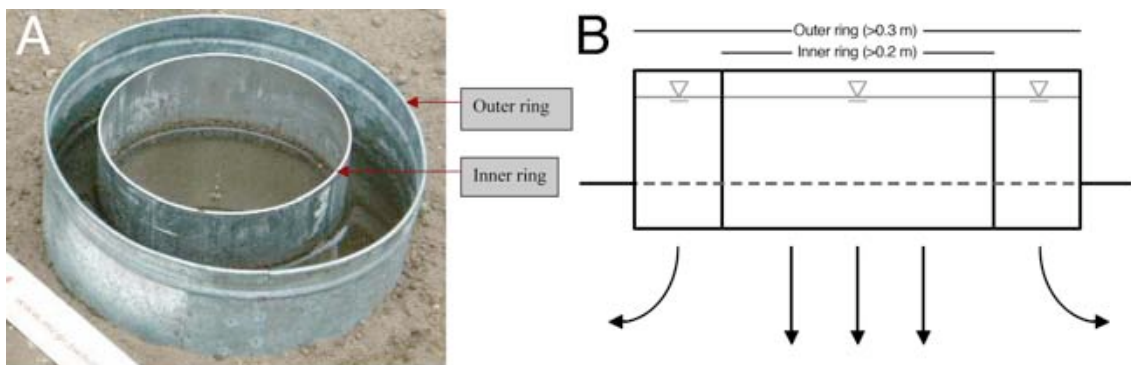 A
Outer ring
Inner ring
B
Outer ring (>0.3 m)
Inner ring (>0.2 m)